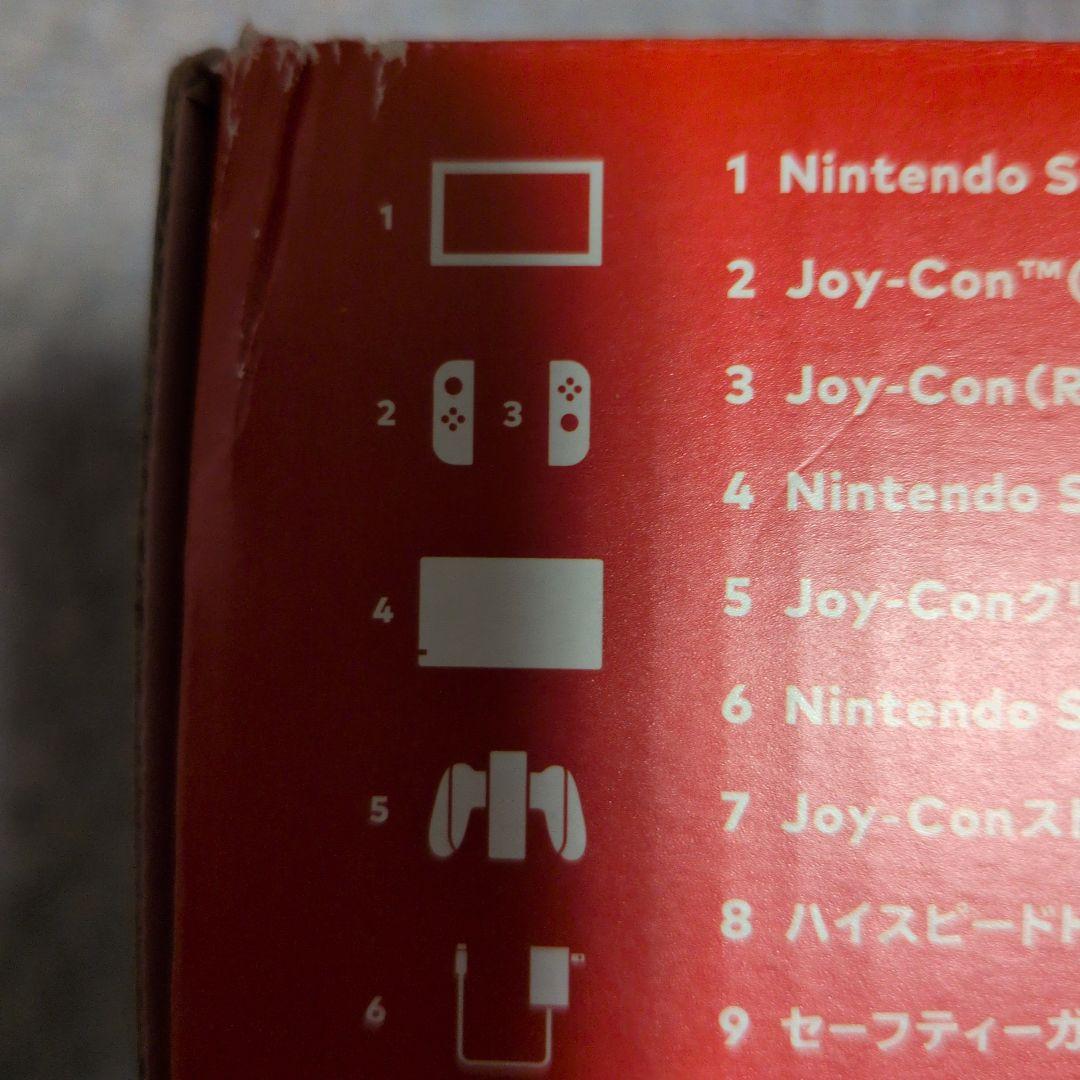 1
2 3
4
5
6
1 Nintendo S
2 Joy-Con™(
3 Joy-Con(R
4 Nintendo S
5 Joy-Conグリ
6 Nintendo S
7 Joy-Conスト
8 ハイスピード
9 セーフティーガ